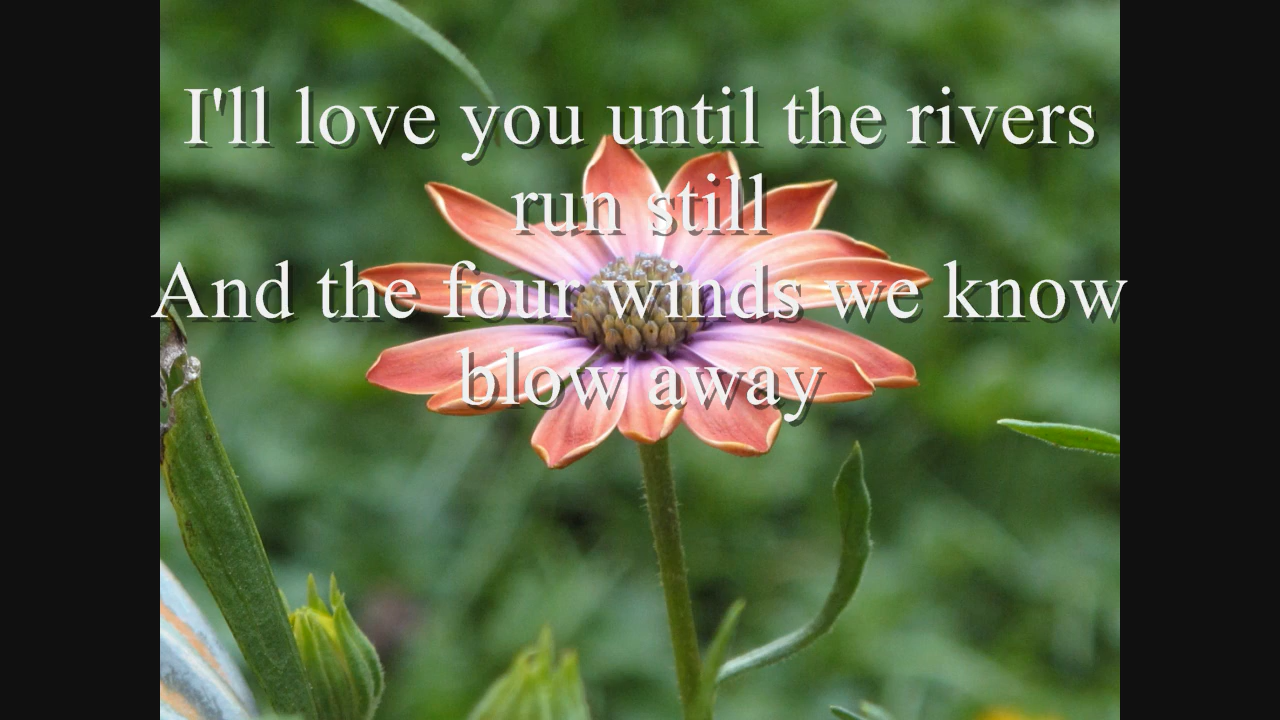 I'll love you until the rivers
run still
And the four winds we know
blow away